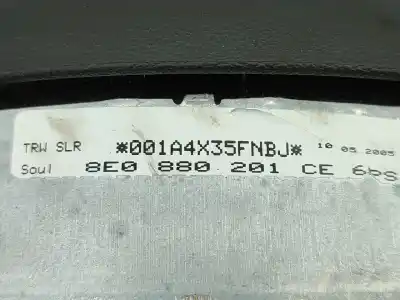 TRW SLR *001A4X35FNBJ* 10 05 2005
Soul 8E0 880 201 CE 6PS